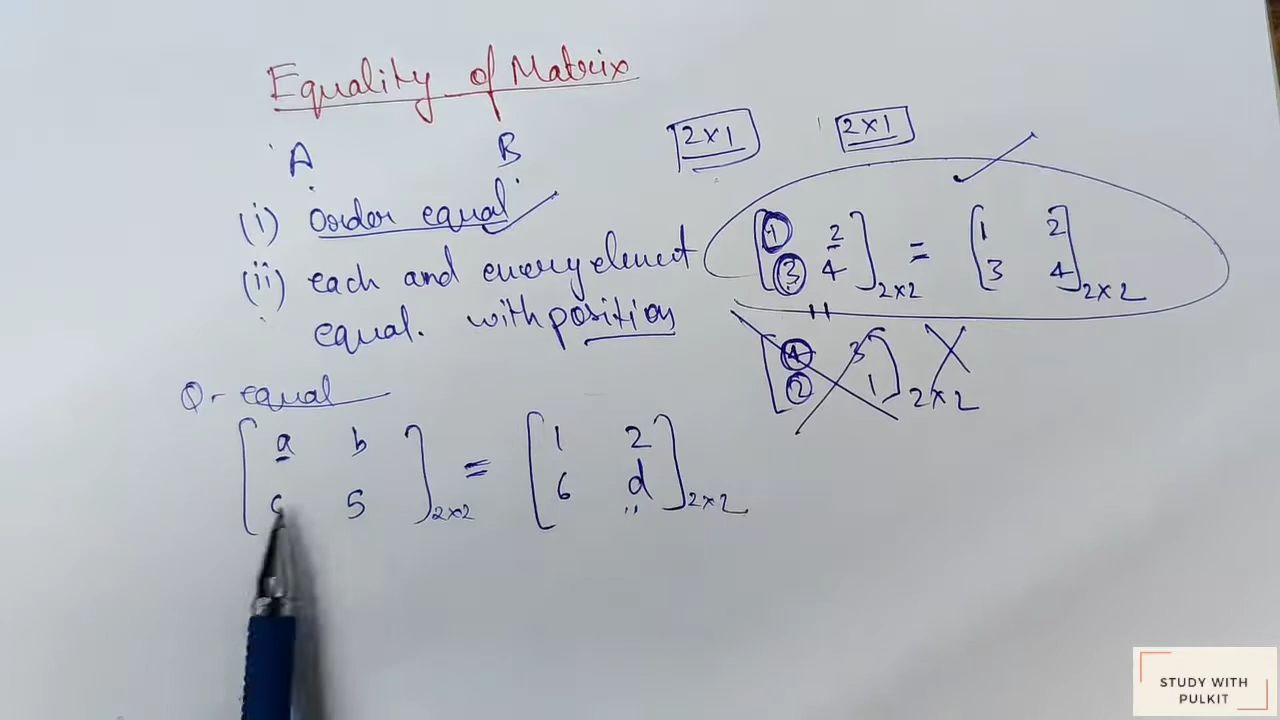 Equality of Matrix
A B
2×1 2×1
(i) Order equal
(ii) each and every element
equal. with position
1 2
3 4 2×2
=
1 2
3 4 2×2
4 3
2 1 2×2
Q- equal
a b
c 5 2×2
=
1 2
6 d 2×2
STUDY WITH
PULKIT